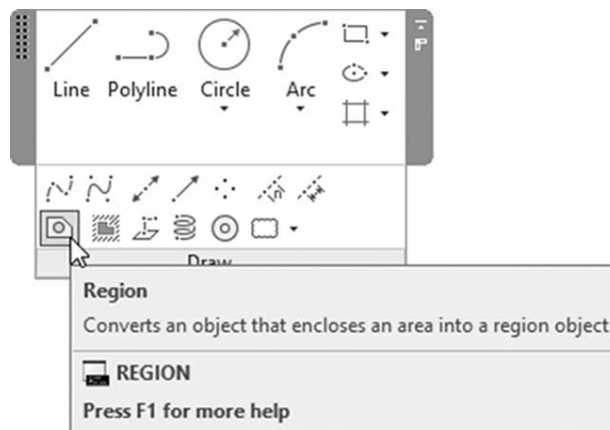 Line Polyline Circle Arc
Draw
Region
Converts an object that encloses an area into a region object
REGION
Press F1 for more help